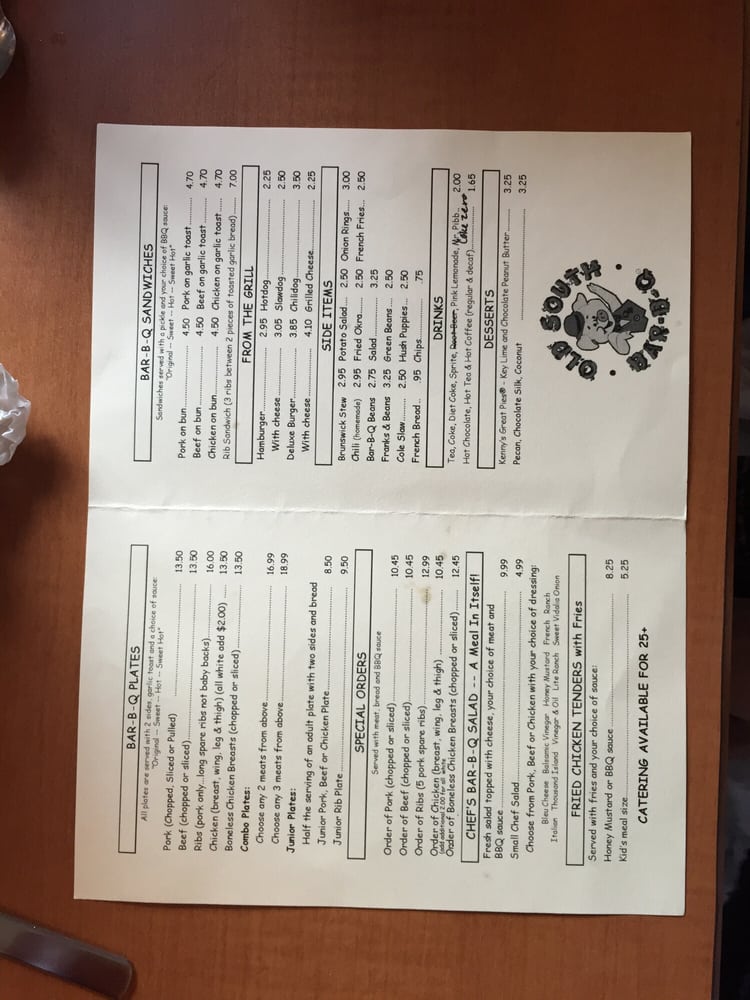 BAR-B-Q PLATES
All plates are served with 2 sides, garlic toast and a choice of sauce:
"Original -- Sweet -- Hot -- Sweet Hot"
Pork (Chopped, Sliced or Pulled) 13.50
Beef (chopped or sliced) 13.50
Ribs (pork only...long spare ribs not baby backs) 16.00
Chicken (breast, wing, leg & thigh) (all white add $2.00) 13.50
Boneless Chicken Breasts (chopped or sliced) 13.50
Combo Plates:
Choose any 2 meats from above 16.99
Choose any 3 meats from above 18.99
Junior Plates:
Half the serving of an adult plate with two sides and bread
Junior Pork, Beef or Chicken Plate 8.50
Junior Rib Plate 9.50
SPECIAL ORDERS
Served with meat, bread and BBQ sauce
Order of Pork (chopped or sliced) 10.45
Order of Beef (chopped or sliced) 10.45
Order of Ribs (5 pork spare ribs) 12.99
Order of Chicken (breast, wing, leg & thigh) 10.45
(add additional 2.00 for all white)
Order of Boneless Chicken Breasts (chopped or sliced) 12.45
CHEF'S BAR-B-Q SALAD -- A Meal In Itself!
Fresh salad topped with cheese, your choice of meat and
BBQ sauce 9.99
Small Chef Salad 4.99
Choose from Pork, Beef or Chicken with your choice of dressing:
Bleu Cheese Balsamic Vinegar Honey Mustard French Ranch
Italian Thousand Island Vinegar & Oil Lite Ranch Sweet Vidalia Onion
FRIED CHICKEN TENDERS with Fries
Served with fries and your choice of sauce:
Honey Mustard or BBQ sauce 8.25
Kid's meal size 5.25
CATERING AVAILABLE FOR 25+
BAR-B-Q SANDWICHES
Sandwiches served with a pickle and your choice of BBQ sauce:
"Original -- Sweet -- Hot -- Sweet Hot"
Pork on bun 4.50 Pork on garlic toast 4.70
Beef on bun 4.50 Beef on garlic toast 4.70
Chicken on bun 4.50 Chicken on garlic toast 4.70
Rib Sandwich (3 ribs between 2 pieces of toasted garlic bread) 7.00
FROM THE GRILL
Hamburger 2.95 Hotdog 2.25
With cheese 3.05 Slawdog 2.50
Deluxe Burger 3.85 Chilidog 3.50
With cheese 4.10 Grilled Cheese 2.25
SIDE ITEMS
Brunswick Stew 2.95 Potato Salad 2.50 Onion Rings 3.00
Chili (homemade) 2.95 Fried Okra 2.50 French Fries 2.50
Bar-B-Q Beans 2.75 Salad 3.25
Franks & Beans 3.25 Green Beans 2.50
Cole Slaw 2.50 Hush Puppies 2.50
French Bread .95 Chips .75
DRINKS
Tea, Coke, Diet Coke, Sprite, Root Beer, Pink Lemonade, Mr. Pibb 2.00
Coke Zero
Hot Chocolate, Hot Tea & Hot Coffee (regular & decaf) 1.65
DESSERTS
Kenny's Great Pies® - Key Lime and Chocolate Peanut Butter 3.25
Pecan, Chocolate Silk, Coconut 3.25
OLD SOUTH
BAR-B-Q